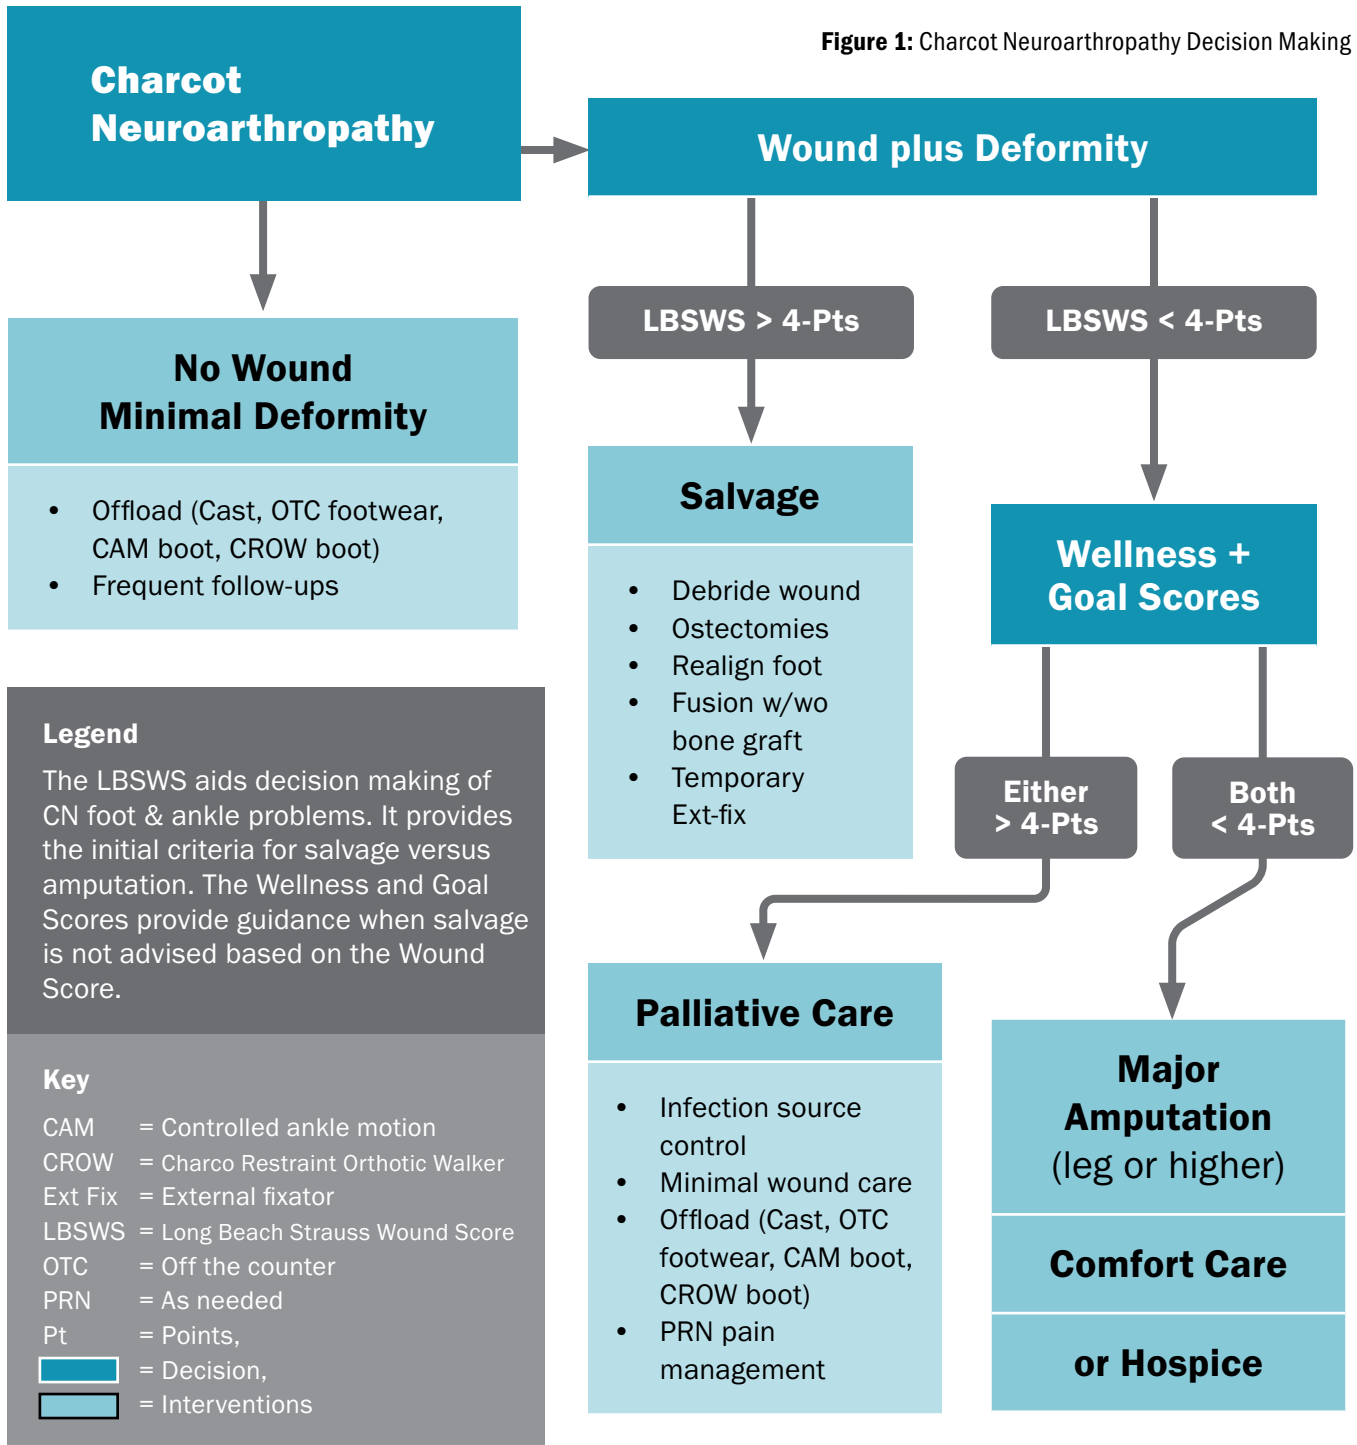 Figure 1: Charcot Neuroarthropathy Decision Making
Charcot
Neuroarthropathy
Wound plus Deformity
No Wound
Minimal Deformity
• Offload (Cast, OTC footwear,
CAM boot, CROW boot)
• Frequent follow-ups
LBSWS > 4-Pts
LBSWS < 4-Pts
Salvage
• Debride wound
• Ostectomies
• Realign foot
• Fusion w/wo
bone graft
• Temporary
Ext-fix
Wellness +
Goal Scores
Either
> 4-Pts
Both
< 4-Pts
Palliative Care
• Infection source
control
• Minimal wound care
• Offload (Cast, OTC
footwear, CAM boot,
CROW boot)
• PRN pain
management
Major
Amputation
(leg or higher)
Comfort Care
or Hospice
Legend
The LBSWS aids decision making of
CN foot & ankle problems. It provides
the initial criteria for salvage versus
amputation. The Wellness and Goal
Scores provide guidance when salvage
is not advised based on the Wound
Score.
Key
CAM = Controlled ankle motion
CROW = Charco Restraint Orthotic Walker
Ext Fix = External fixator
LBSWS = Long Beach Strauss Wound Score
OTC = Off the counter
PRN = As needed
Pt = Points,
= Decision,
= Interventions